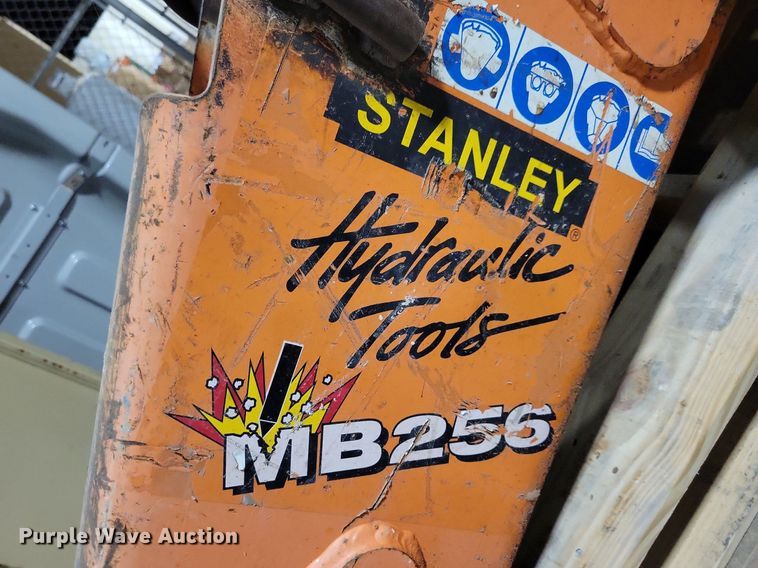 STANLEY
®
Hydraulic
Tools
MB256
Purple Wave Auction